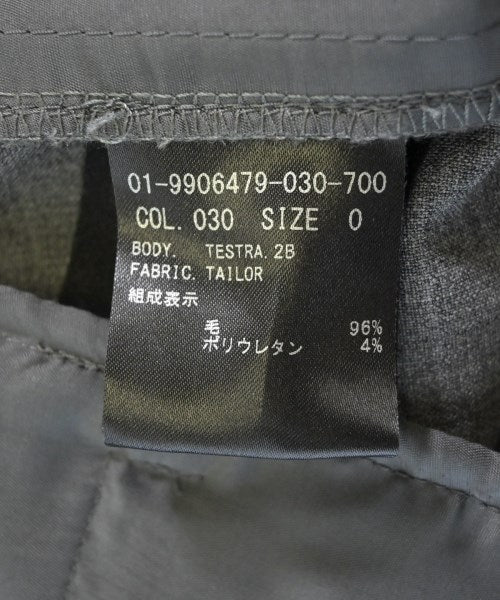 01-9906479-030-700
COL. 030 SIZE 0
BODY. TESTRA. 2B
FABRIC. TAILOR
組成表示
毛 96%
ポリウレタン 4%